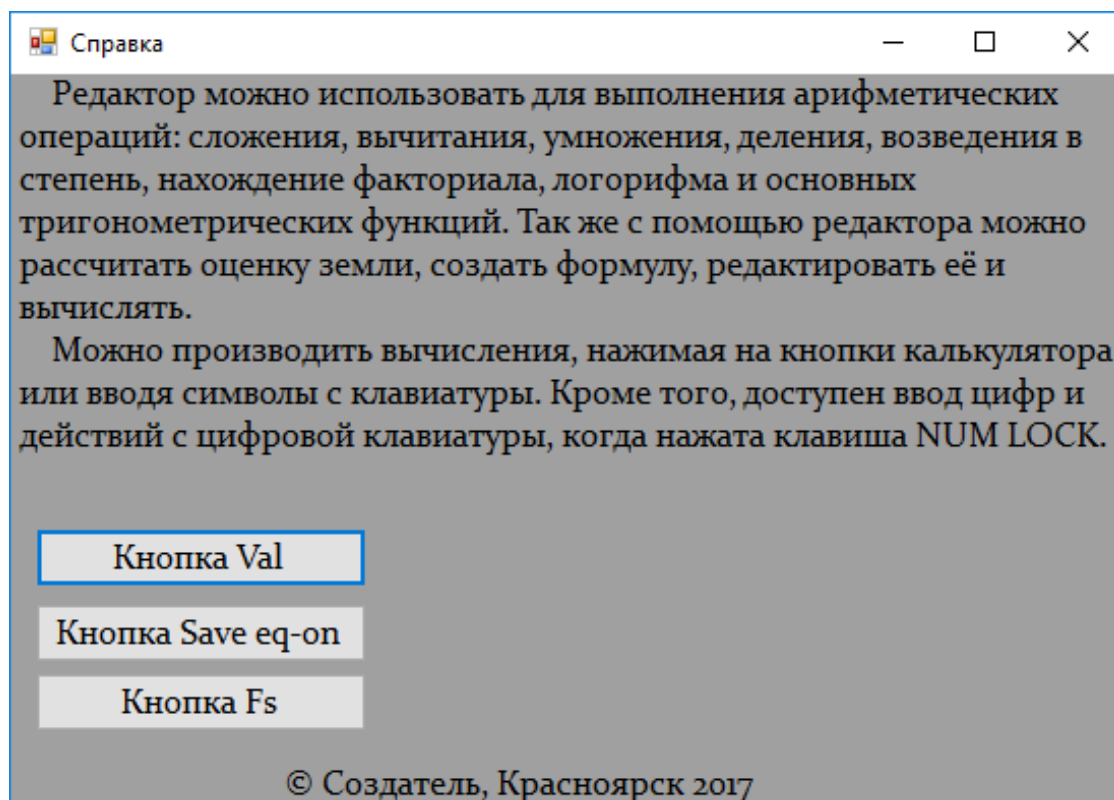 Справка
Редактор можно использовать для выполнения арифметических
операций: сложения, вычитания, умножения, деления, возведения в
степень, нахождение факториала, логорифма и основных
тригонометрических функций. Так же с помощью редактора можно
рассчитать оценку земли, создать формулу, редактировать её и
вычислять.
Можно производить вычисления, нажимая на кнопки калькулятора
или вводя символы с клавиатуры. Кроме того, доступен ввод цифр и
действий с цифровой клавиатуры, когда нажата клавиша NUM LOCK.
Кнопка Val
Кнопка Save eq-on
Кнопка Fs
© Создатель, Красноярск 2017